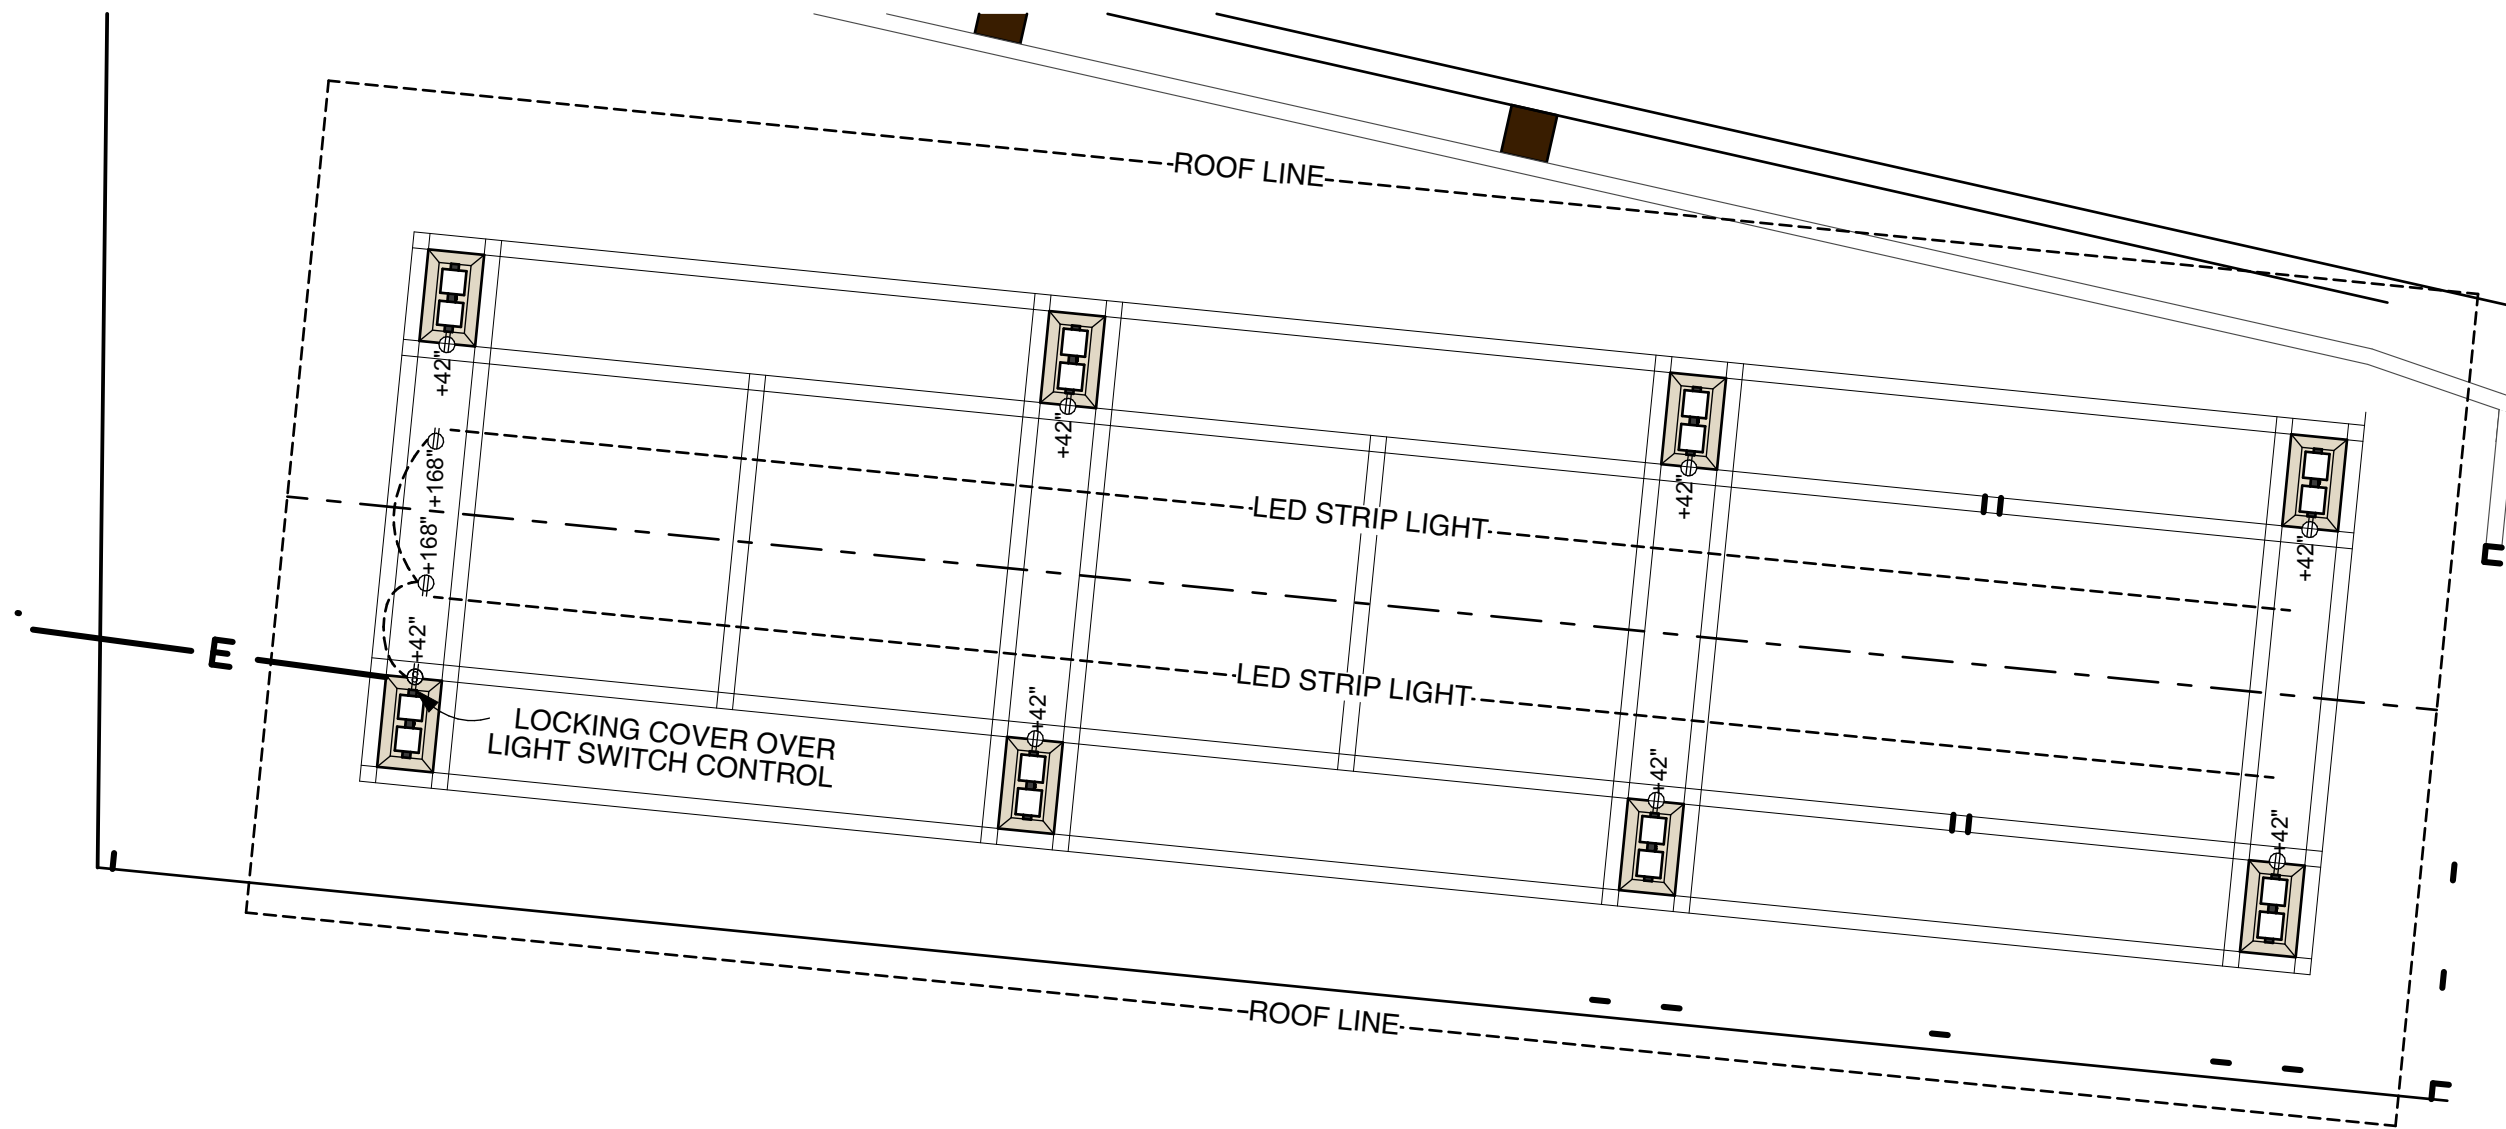 ROOF LINE
+42"
+42"
+42"
+42"
+168"
+168"
LED STRIP LIGHT
LED STRIP LIGHT
E
+42"
+42"
+42"
+42"
LOCKING COVER OVER
LIGHT SWITCH CONTROL
ROOF LINE